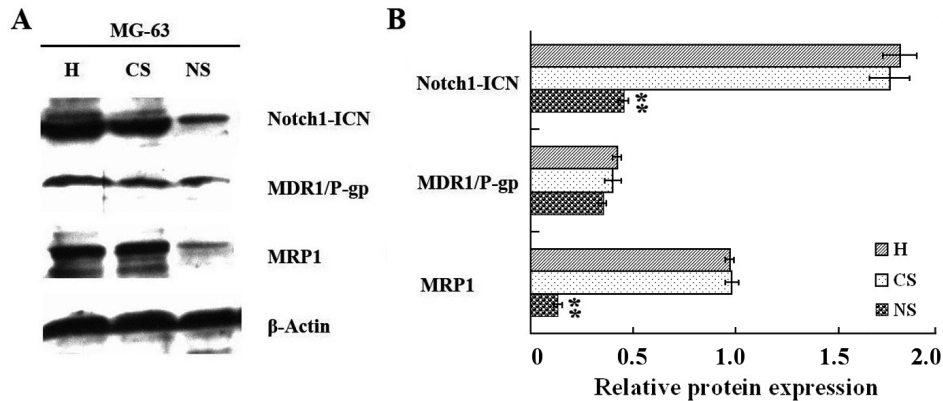 A
MG-63
H CS NS
Notch1-ICN
MDR1/P-gp
MRP1
β-Actin
B
Notch1-ICN
**
MDR1/P-gp
MRP1
**
H
CS
NS
0 0.5 1.0 1.5 2.0
Relative protein expression